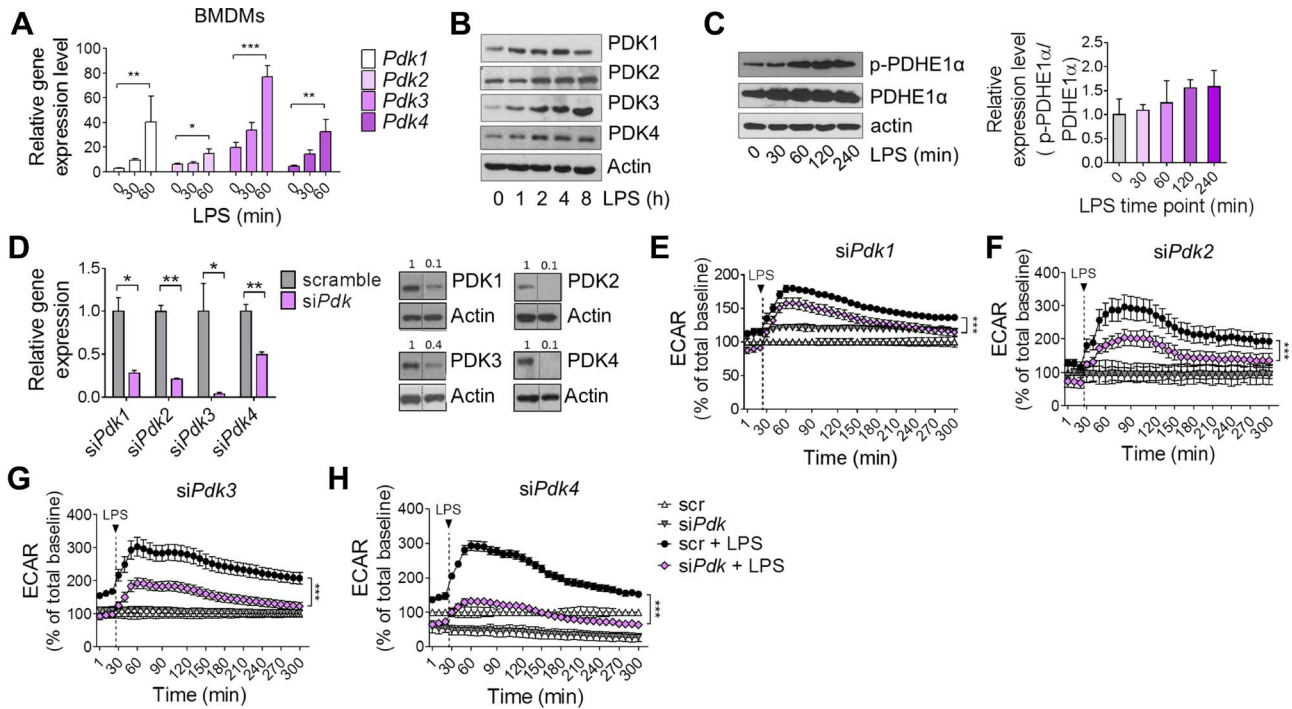 A
BMDMs
Relative gene
expression level
100
80
60
40
20
0
**
*
***
**
0 30 60 0 30 60 0 30 60 0 30 60
LPS (min)
Pdk1
Pdk2
Pdk3
Pdk4
B
PDK1
PDK2
PDK3
PDK4
Actin
0 1 2 4 8 LPS (h)
C
p-PDHE1α
PDHE1α
actin
0 30 60 120 240
LPS (min)
Relative
expression level
( p-PDHE1α/
PDHE1α)
2.5
2.0
1.5
1.0
0.5
0.0
0 30 60 120 240
LPS time point (min)
D
Relative gene
expression
1.5
1.0
0.5
0.0
* ** * **
scramble
siPdk
siPdk1 siPdk2 siPdk3 siPdk4
1 0.1
PDK1
Actin
1 0.1
PDK2
Actin
1 0.4
PDK3
Actin
1 0.1
PDK4
Actin
E
siPdk1
ECAR
(% of total baseline)
200
150
100
50
0
LPS
***
1 30 60 90 120 150 180 210 240 270 300
Time (min)
F
siPdk2
ECAR
(% of total baseline)
400
300
200
100
0
LPS
***
1 30 60 90 120 150 180 210 240 270 300
Time (min)
G
siPdk3
ECAR
(% of total baseline)
400
300
200
100
0
LPS
***
1 30 60 90 120 150 180 210 240 270 300
Time (min)
H
siPdk4
ECAR
(% of total baseline)
400
300
200
100
0
LPS
***
1 30 60 90 120 150 180 210 240 270 300
Time (min)
scr
siPdk
scr + LPS
siPdk + LPS